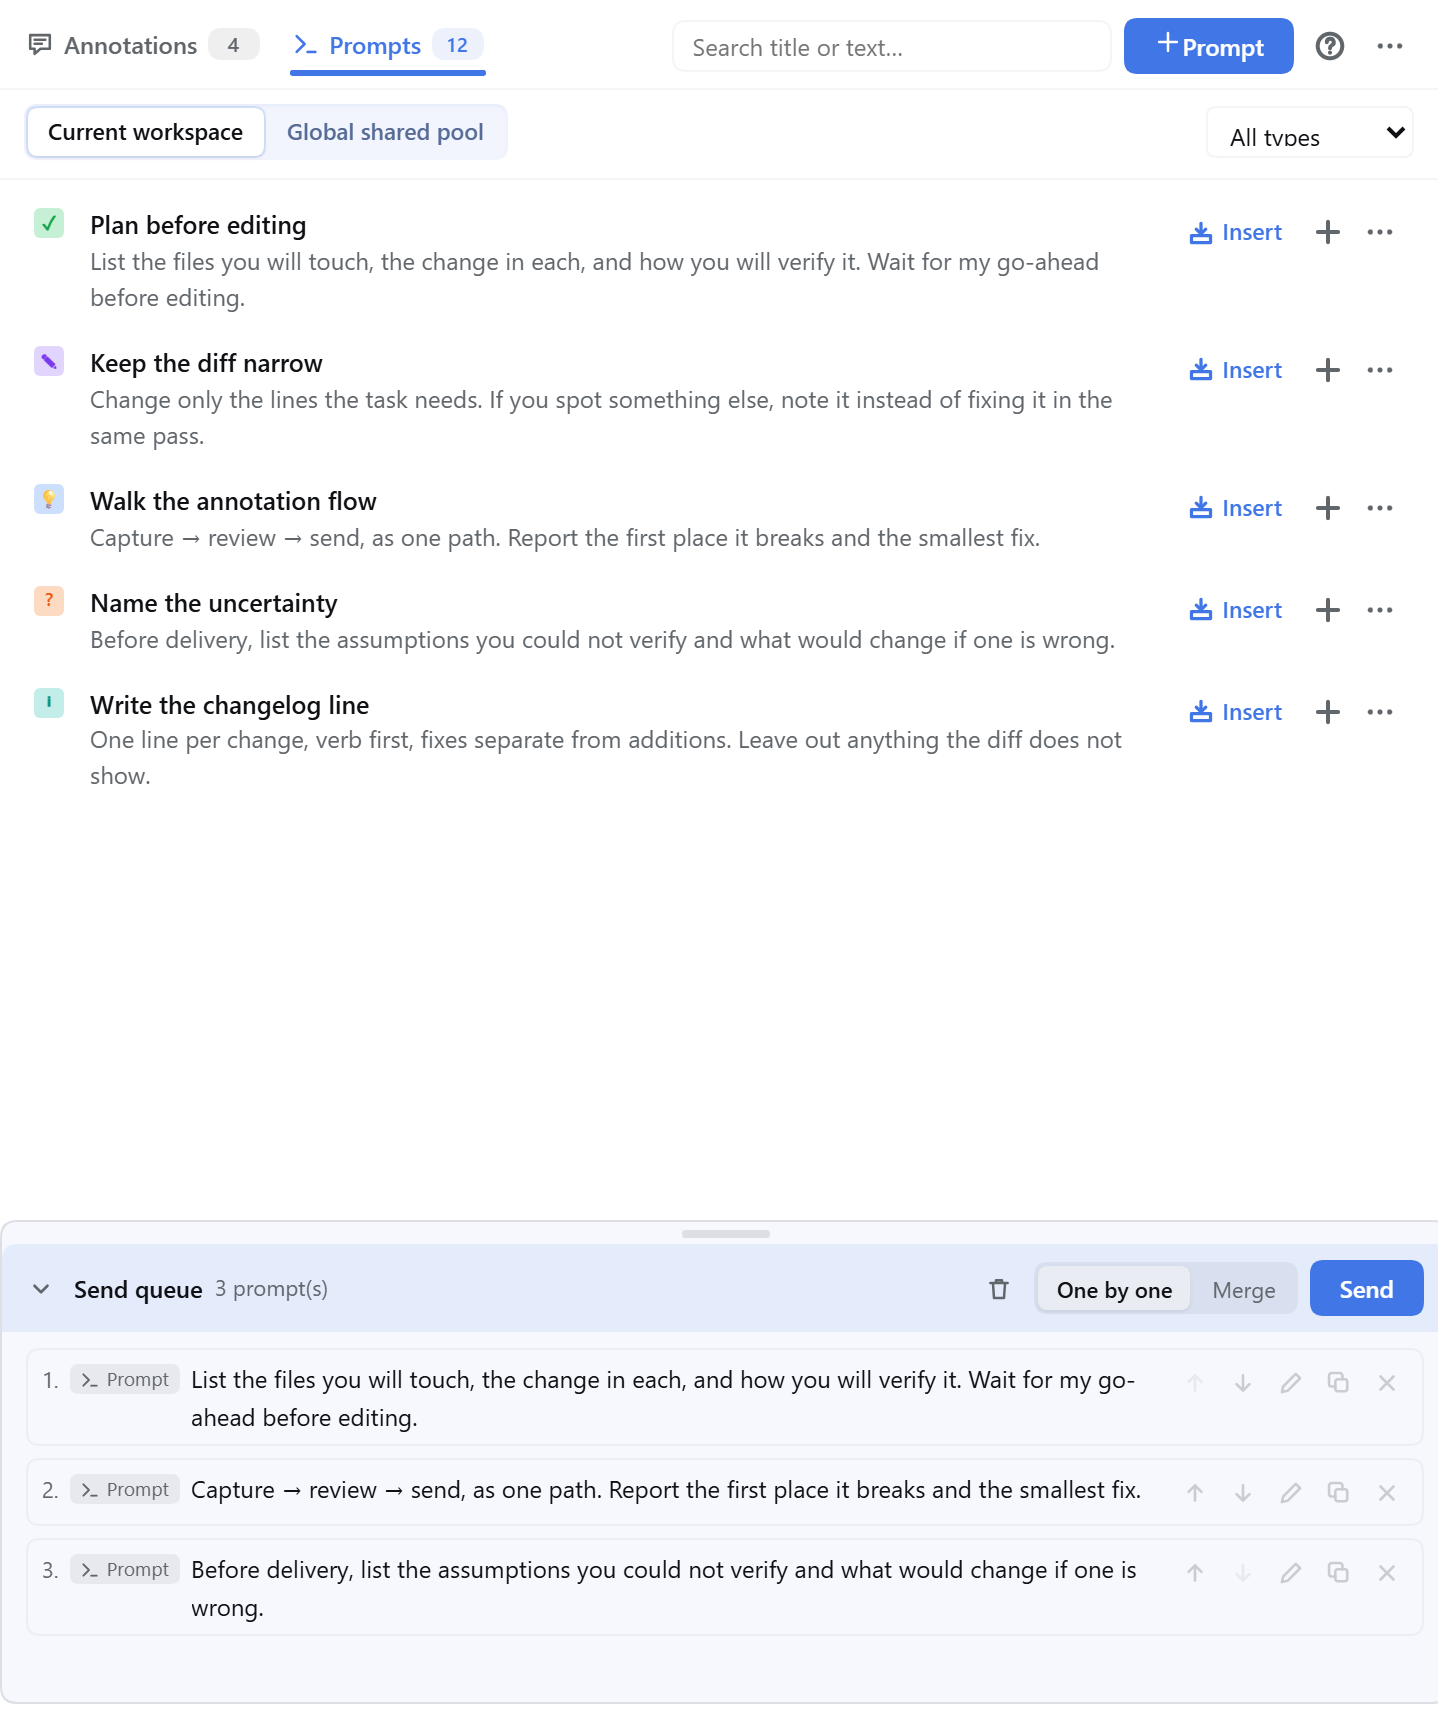 Annotations 4
Prompts 12
Search title or text...
Prompt
Current workspace
Global shared pool
All types
Plan before editing
List the files you will touch, the change in each, and how you will verify it. Wait for my go-ahead
before editing.
Insert
Keep the diff narrow
Change only the lines the task needs. If you spot something else, note it instead of fixing it in the
same pass.
Insert
Walk the annotation flow
Capture → review → send, as one path. Report the first place it breaks and the smallest fix.
Insert
?
Name the uncertainty
Before delivery, list the assumptions you could not verify and what would change if one is wrong.
Insert
i
Write the changelog line
One line per change, verb first, fixes separate from additions. Leave out anything the diff does not
show.
Insert
Send queue 3 prompt(s)
One by one
Merge
Send
1. Prompt List the files you will touch, the change in each, and how you will verify it. Wait for my go-
ahead before editing.
2. Prompt Capture → review → send, as one path. Report the first place it breaks and the smallest fix.
3. Prompt Before delivery, list the assumptions you could not verify and what would change if one is
wrong.